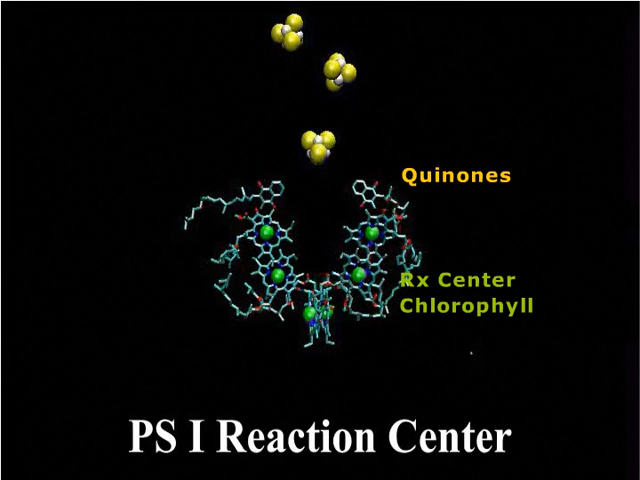 Quinones
Rx Center
Chlorophyll
PS I Reaction Center